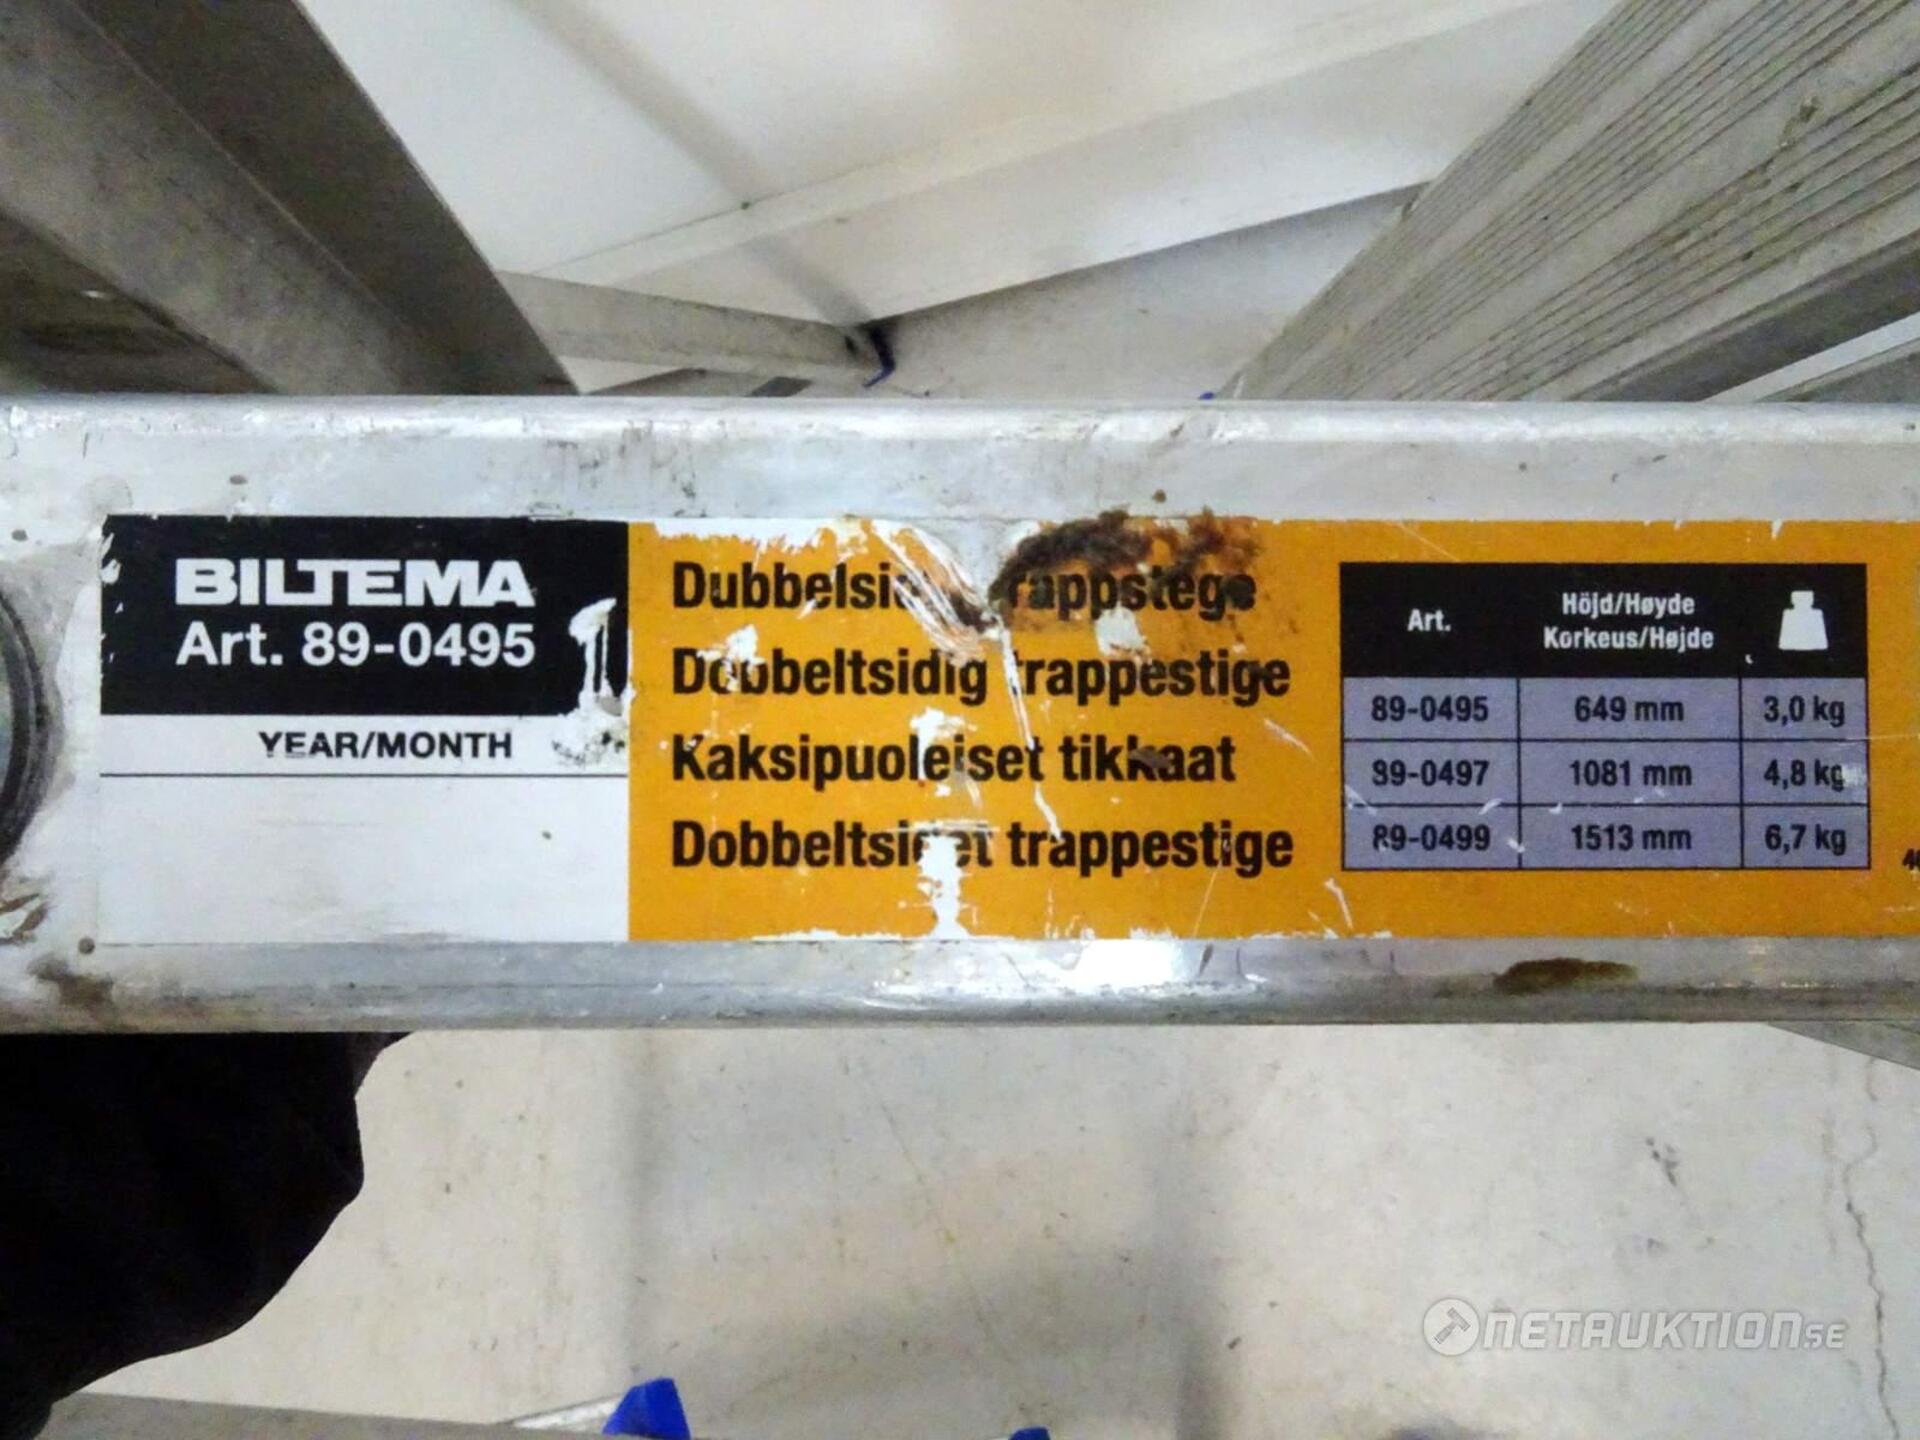 BILTEMA
Art. 89-0495
YEAR/MONTH
Dubbelsidig trappstege
Dobbeltsidig trappestige
Kaksipuoleiset tikkaat
Dobbeltsidet trappestige
Art. Höjd/Høyde
Korkeus/Højde
89-0495 649 mm 3,0 kg
89-0497 1081 mm 4,8 kg
89-0499 1513 mm 6,7 kg
NETAUKTION.SE